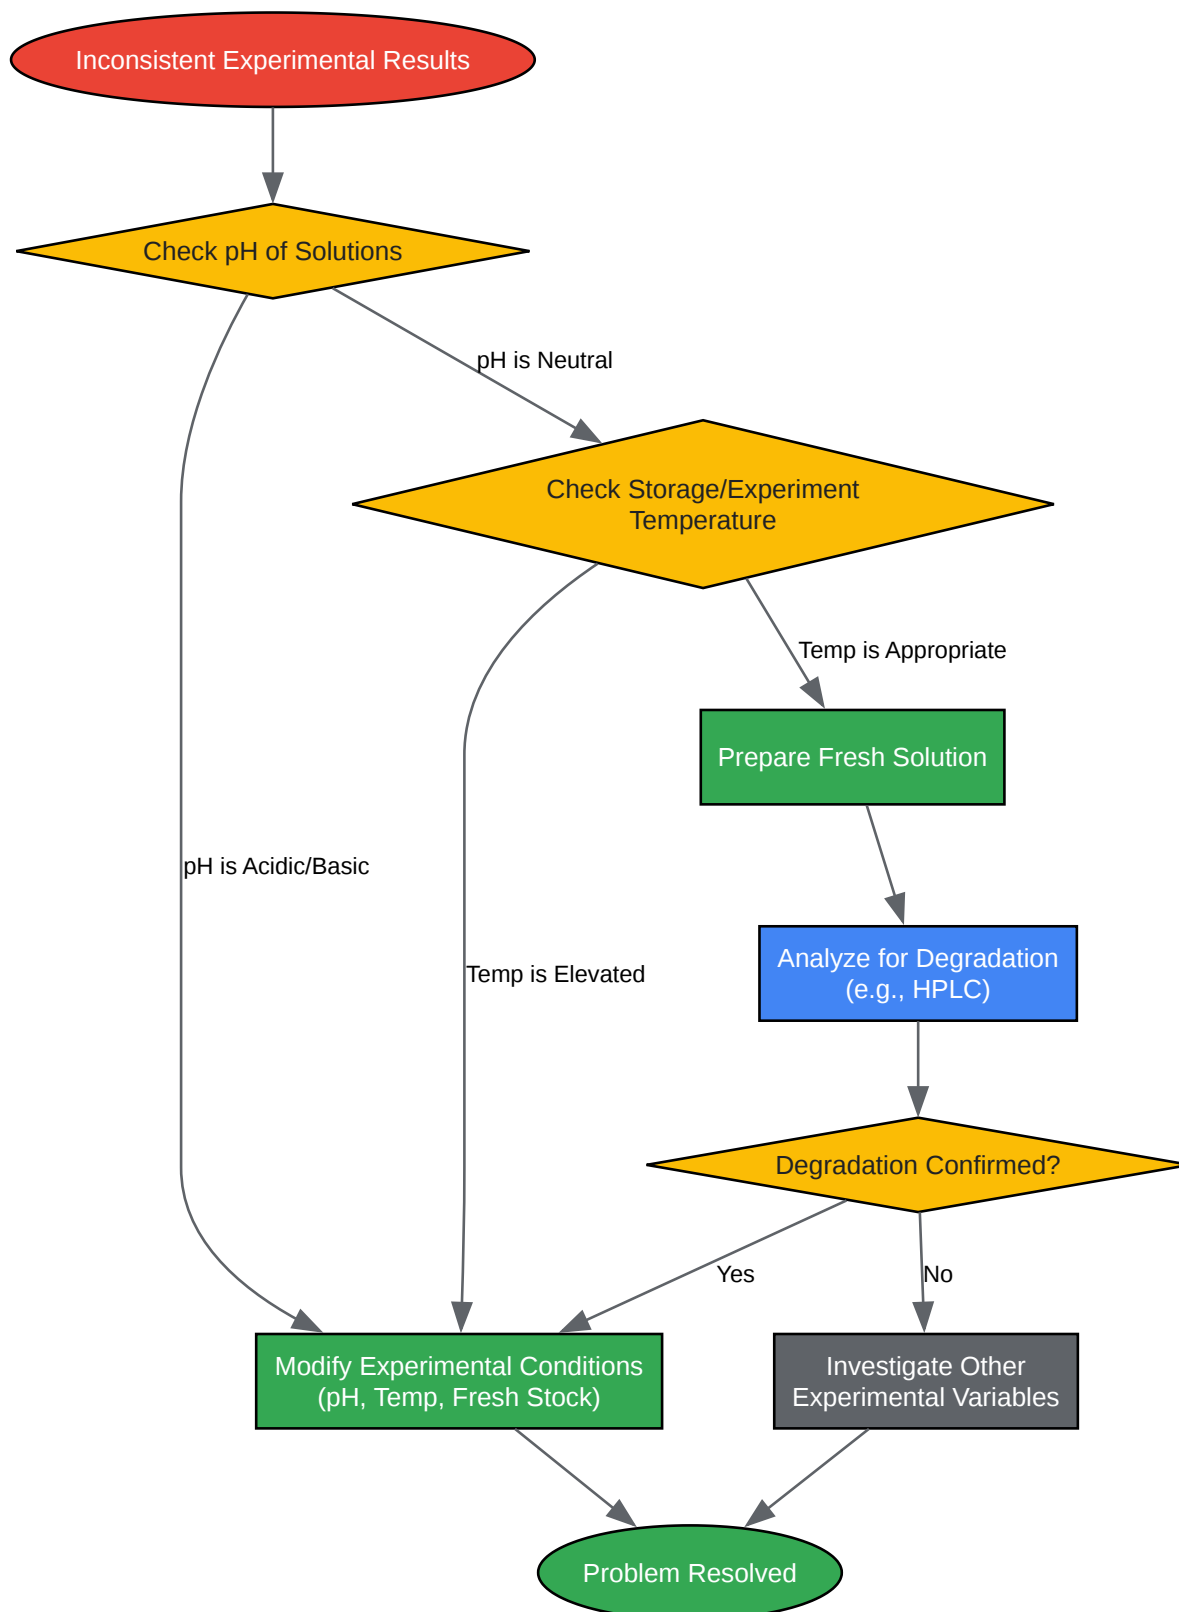 Inconsistent Experimental Results
Check pH of Solutions
pH is Neutral
Check Storage/Experiment
Temperature
Temp is Appropriate
Prepare Fresh Solution
pH is Acidic/Basic
Analyze for Degradation
(e.g., HPLC)
Temp is Elevated
Degradation Confirmed?
Yes
No
Modify Experimental Conditions
(pH, Temp, Fresh Stock)
Investigate Other
Experimental Variables
Problem Resolved